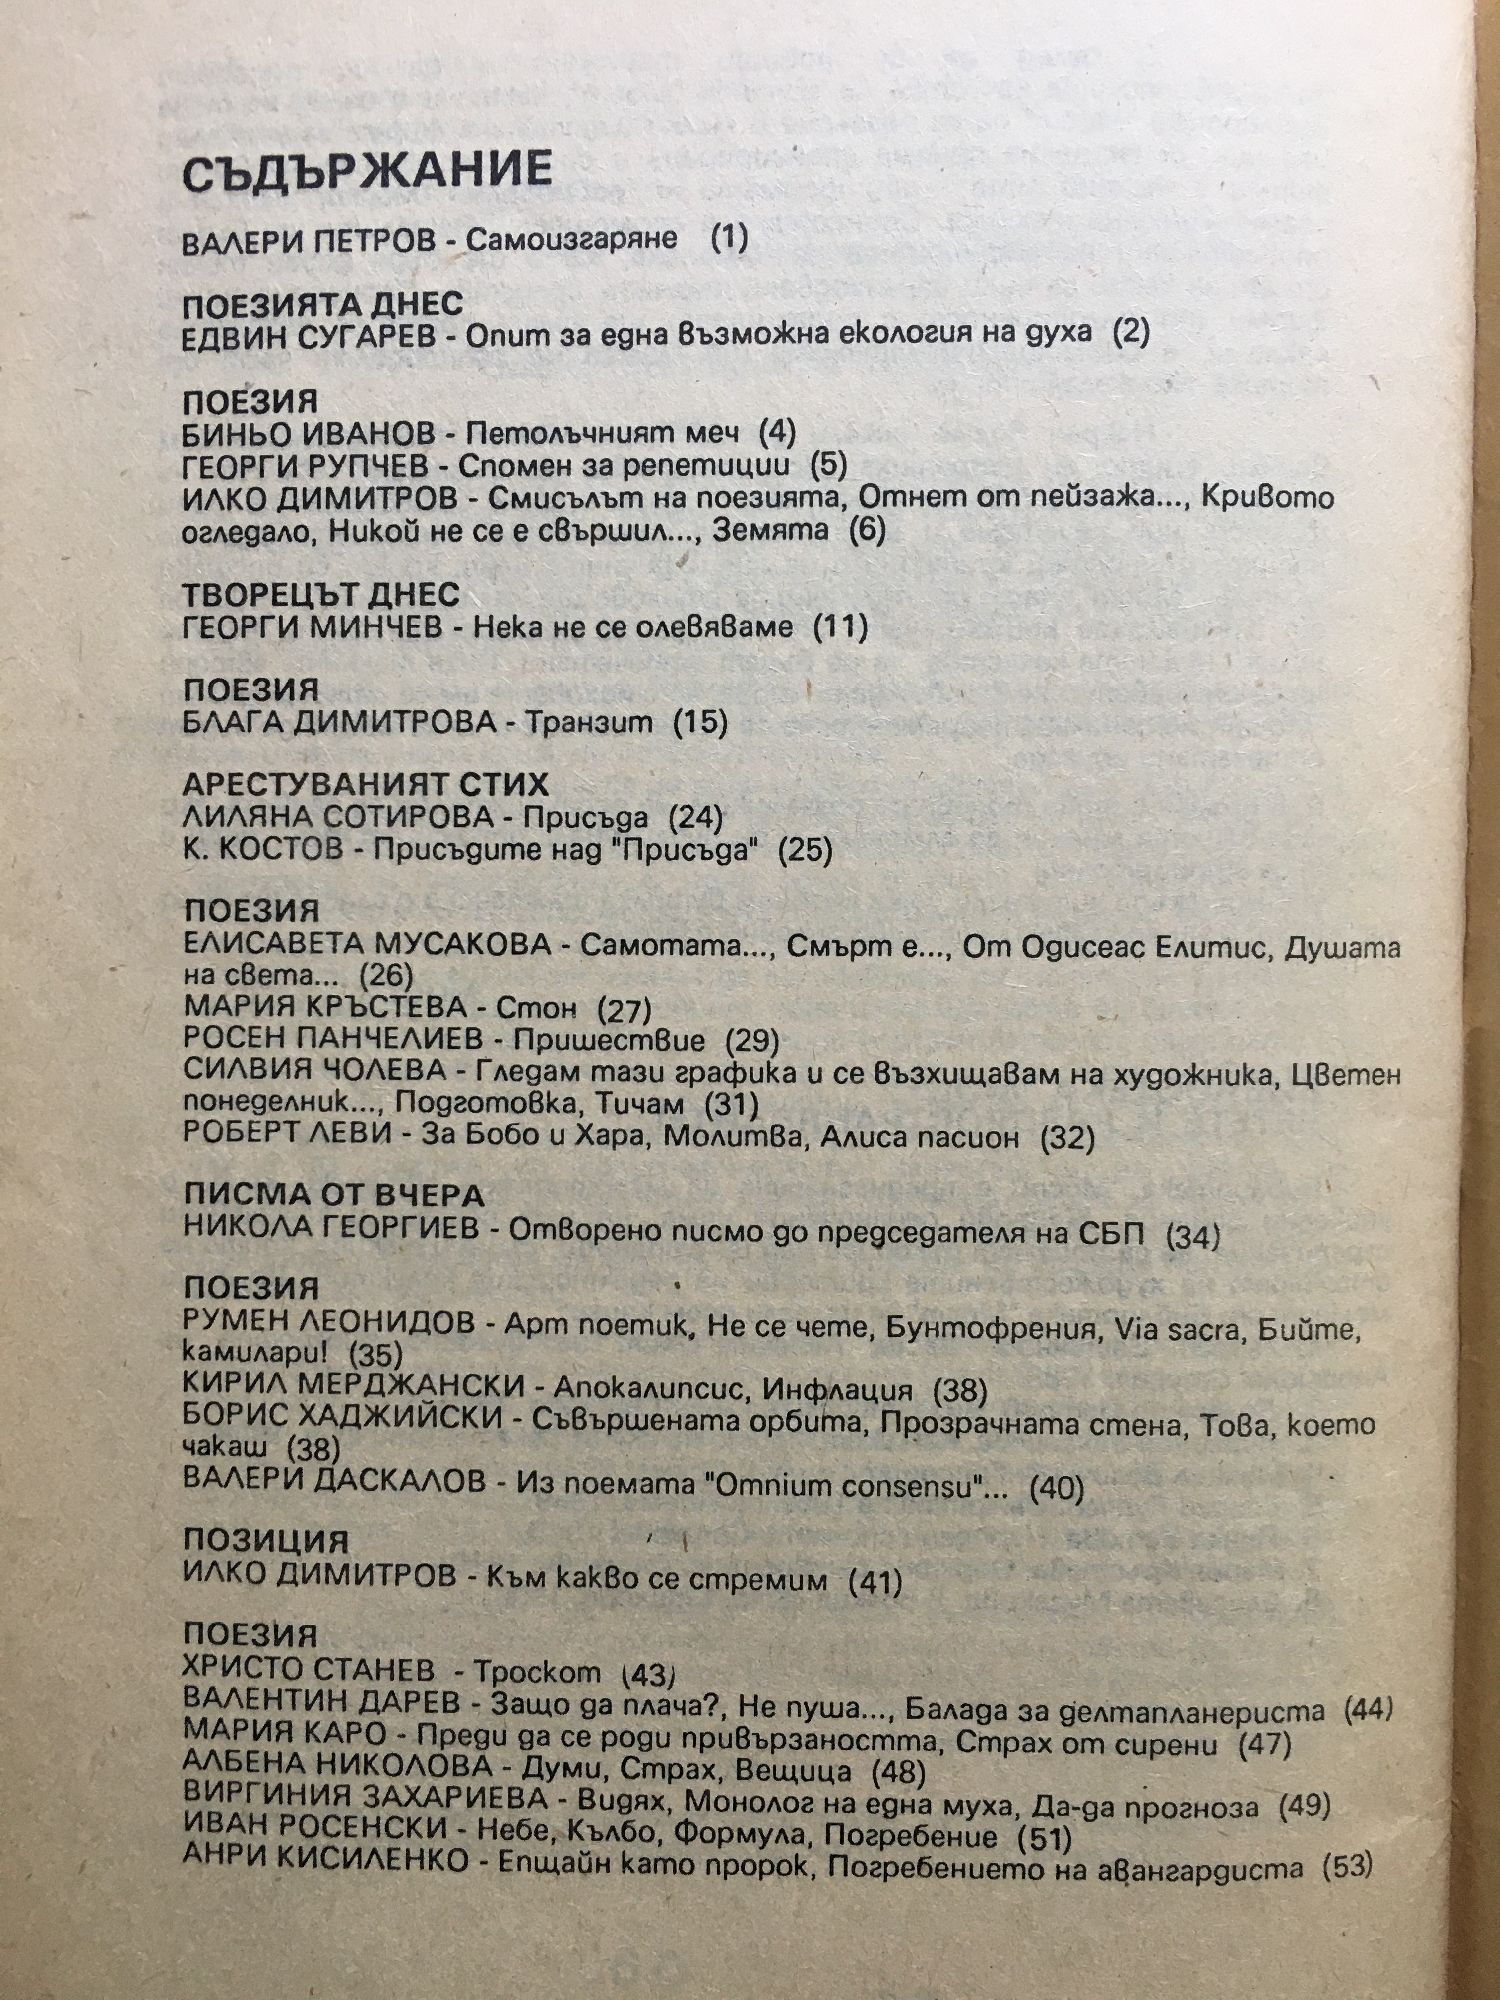 СЪДЪРЖАНИЕ
ВАЛЕРИ ПЕТРОВ - Самоизгаряне (1)
ПОЕЗИЯТА ДНЕС
ЕДВИН СУГАРЕВ - Опит за една възможна екология на духа (2)
ПОЕЗИЯ
БИНЬО ИВАНОВ - Петолъчният меч (4)
ГЕОРГИ РУПЧЕВ - Спомен за репетиции (5)
ИЛКО ДИМИТРОВ - Смисълът на поезията, Отнет от пейзажа..., Кривото
огледало, Никой не се е свършил..., Земята (6)
ТВОРЕЦЪТ ДНЕС
ГЕОРГИ МИНЧЕВ - Нека не се олевяваме (11)
ПОЕЗИЯ
БЛАГА ДИМИТРОВА - Транзит (15)
АРЕСТУВАНИЯТ СТИХ
ЛИЛЯНА СОТИРОВА - Присъда (24)
К. КОСТОВ - Присъдите над "Присъда" (25)
ПОЕЗИЯ
ЕЛИСАВЕТА МУСАКОВА - Самотата..., Смърт е..., От Одисеас Елитис, Душата
на света... (26)
МАРИЯ КРЪСТЕВА - Стон (27)
РОСЕН ПАНЧЕЛИЕВ - Пришествие (29)
СИЛВИЯ ЧОЛЕВА - Гледам тази графика и се възхищавам на художника, Цветен
понеделник..., Подготовка, Тичам (31)
РОБЕРТ ЛЕВИ - За Бобо и Хара, Молитва, Алиса пасион (32)
ПИСМА ОТ ВЧЕРА
НИКОЛА ГЕОРГИЕВ - Отворено писмо до председателя на СБП (34)
ПОЕЗИЯ
РУМЕН ЛЕОНИДОВ - Арт поетик, Не се чете, Бунтофрения, Via sacra, Бийте,
камилари! (35)
КИРИЛ МЕРДЖАНСКИ - Апокалипсис, Инфлация (38)
БОРИС ХАДЖИЙСКИ - Съвършената орбита, Прозрачната стена, Това, което
чакаш (38)
ВАЛЕРИ ДАСКАЛОВ - Из поемата "Omnium consensu"... (40)
ПОЗИЦИЯ
ИЛКО ДИМИТРОВ - Към какво се стремим (41)
ПОЕЗИЯ
ХРИСТО СТАНЕВ - Троскот (43)
ВАЛЕНТИН ДАРЕВ - Защо да плача?, Не пуша..., Балада за делтапланериста (44)
МАРИЯ КАРО - Преди да се роди привързаността, Страх от сирени (47)
АЛБЕНА НИКОЛОВА - Думи, Страх, Вещица (48)
ВИРГИНИЯ ЗАХАРИЕВА - Видях, Монолог на една муха, Да-да прогноза (49)
ИВАН РОСЕНСКИ - Небе, Кълбо, Формула, Погребение (51)
АНРИ КИСИЛЕНКО - Епщайн като пророк, Погребението на авангардиста (53)